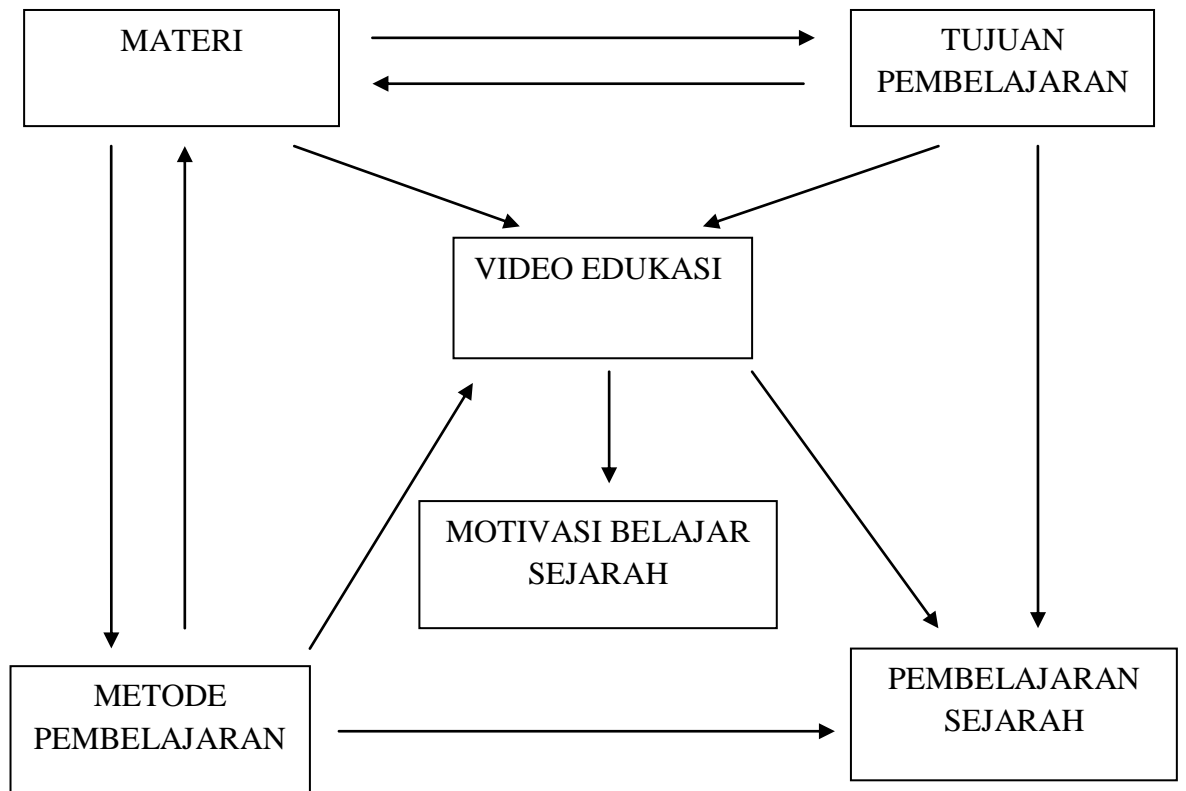 MATERI
TUJUAN
PEMBELAJARAN
VIDEO EDUKASI
MOTIVASI BELAJAR
SEJARAH
METODE
PEMBELAJARAN
PEMBELAJARAN
SEJARAH